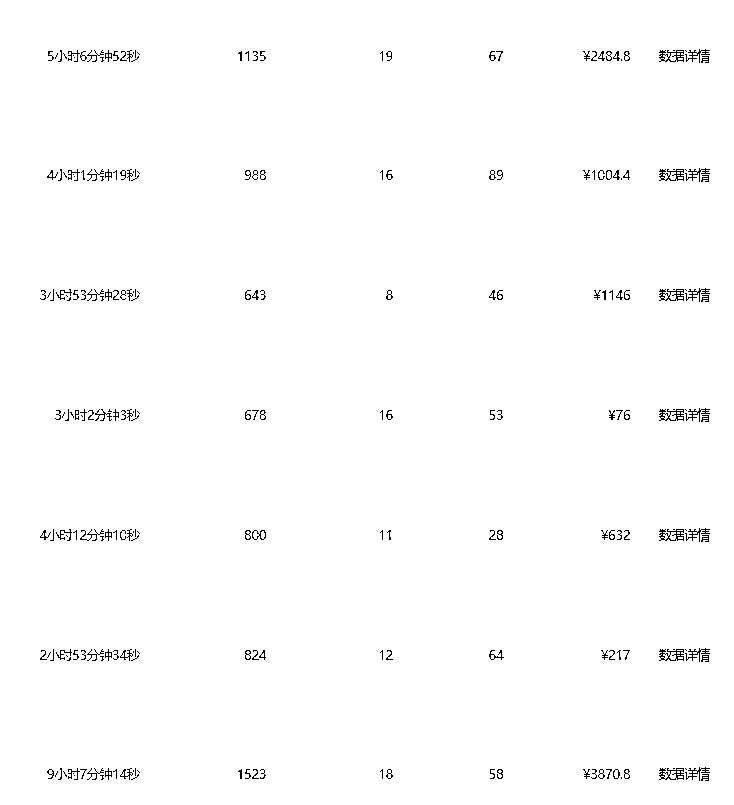 5小时6分钟52秒 1135 19 67 ¥2484.8 数据详情
4小时1分钟19秒 988 16 89 ¥1004.4 数据详情
3小时53分钟28秒 643 8 46 ¥1146 数据详情
3小时2分钟3秒 678 16 53 ¥76 数据详情
4小时12分钟10秒 800 11 28 ¥632 数据详情
2小时53分钟34秒 824 12 64 ¥217 数据详情
9小时7分钟14秒 1523 18 58 ¥3870.8 数据详情